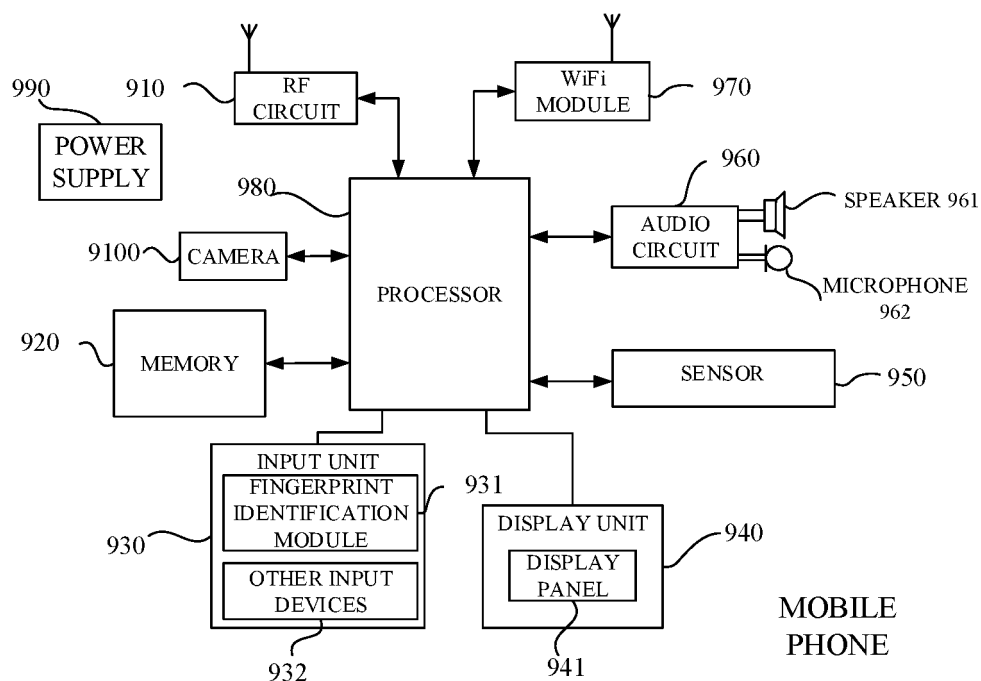 990
POWER
SUPPLY
910
RF
CIRCUIT
WiFi
MODULE
970
980
9100
CAMERA
920
MEMORY
PROCESSOR
960
AUDIO
CIRCUIT
SPEAKER 961
MICROPHONE
962
SENSOR
950
INPUT UNIT
FINGERPRINT
IDENTIFICATION
MODULE
931
930
OTHER INPUT
DEVICES
932
DISPLAY UNIT
940
DISPLAY
PANEL
941
MOBILE
PHONE